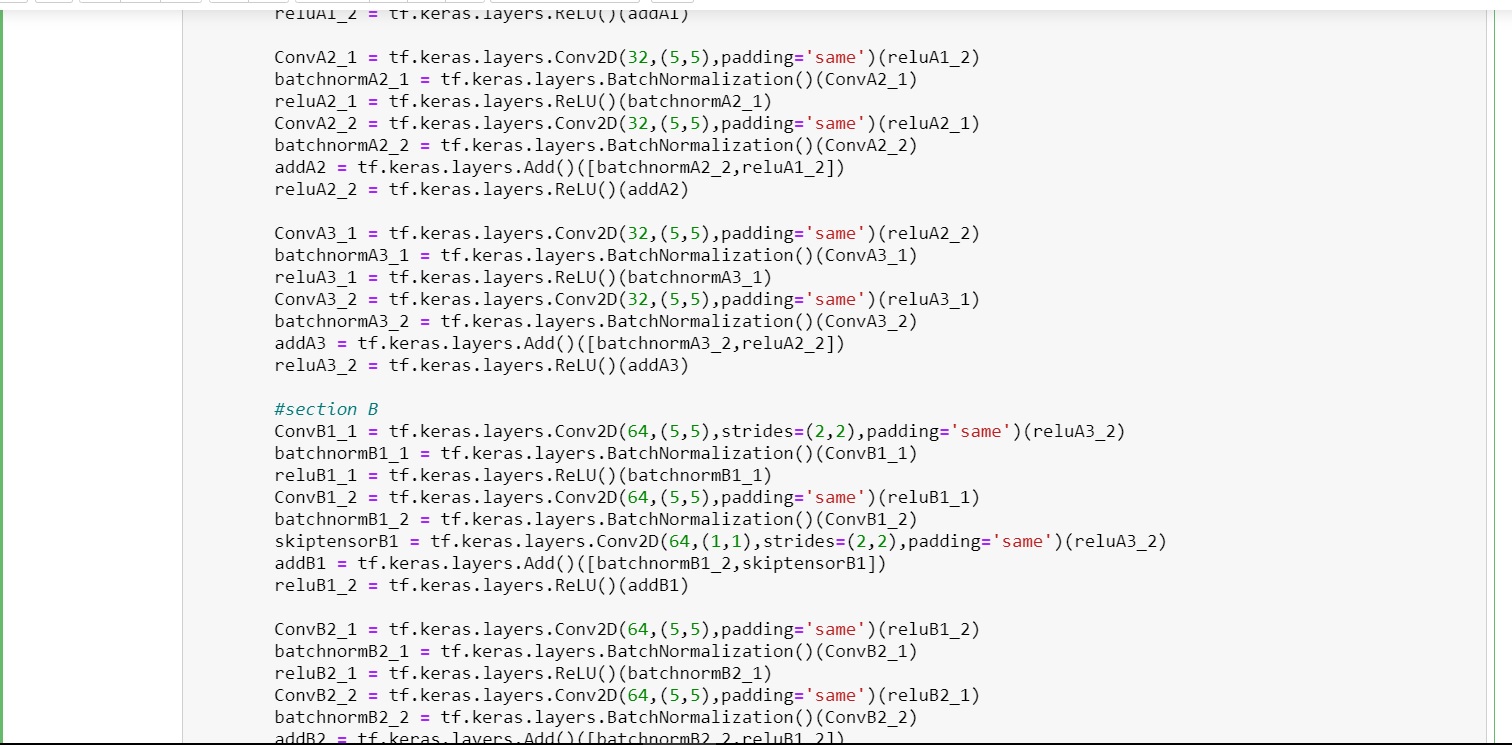 reluA1_2 = tf.keras.layers.ReLU()(addA1)
ConvA2_1 = tf.keras.layers.Conv2D(32,(5,5),padding='same')(reluA1_2)
batchnormA2_1 = tf.keras.layers.BatchNormalization()(ConvA2_1)
reluA2_1 = tf.keras.layers.ReLU()(batchnormA2_1)
ConvA2_2 = tf.keras.layers.Conv2D(32,(5,5),padding='same')(reluA2_1)
batchnormA2_2 = tf.keras.layers.BatchNormalization()(ConvA2_2)
addA2 = tf.keras.layers.Add()([batchnormA2_2,reluA1_2])
reluA2_2 = tf.keras.layers.ReLU()(addA2)
ConvA3_1 = tf.keras.layers.Conv2D(32,(5,5),padding='same')(reluA2_2)
batchnormA3_1 = tf.keras.layers.BatchNormalization()(ConvA3_1)
reluA3_1 = tf.keras.layers.ReLU()(batchnormA3_1)
ConvA3_2 = tf.keras.layers.Conv2D(32,(5,5),padding='same')(reluA3_1)
batchnormA3_2 = tf.keras.layers.BatchNormalization()(ConvA3_2)
addA3 = tf.keras.layers.Add()([batchnormA3_2,reluA2_2])
reluA3_2 = tf.keras.layers.ReLU()(addA3)
#section B
ConvB1_1 = tf.keras.layers.Conv2D(64,(5,5),strides=(2,2),padding='same')(reluA3_2)
batchnormB1_1 = tf.keras.layers.BatchNormalization()(ConvB1_1)
reluB1_1 = tf.keras.layers.ReLU()(batchnormB1_1)
ConvB1_2 = tf.keras.layers.Conv2D(64,(5,5),padding='same')(reluB1_1)
batchnormB1_2 = tf.keras.layers.BatchNormalization()(ConvB1_2)
skiptensorB1 = tf.keras.layers.Conv2D(64,(1,1),strides=(2,2),padding='same')(reluA3_2)
addB1 = tf.keras.layers.Add()([batchnormB1_2,skiptensorB1])
reluB1_2 = tf.keras.layers.ReLU()(addB1)
ConvB2_1 = tf.keras.layers.Conv2D(64,(5,5),padding='same')(reluB1_2)
batchnormB2_1 = tf.keras.layers.BatchNormalization()(ConvB2_1)
reluB2_1 = tf.keras.layers.ReLU()(batchnormB2_1)
ConvB2_2 = tf.keras.layers.Conv2D(64,(5,5),padding='same')(reluB2_1)
batchnormB2_2 = tf.keras.layers.BatchNormalization()(ConvB2_2)
addB2 = tf.keras.layers.Add()([batchnormB2_2,reluB1_2])